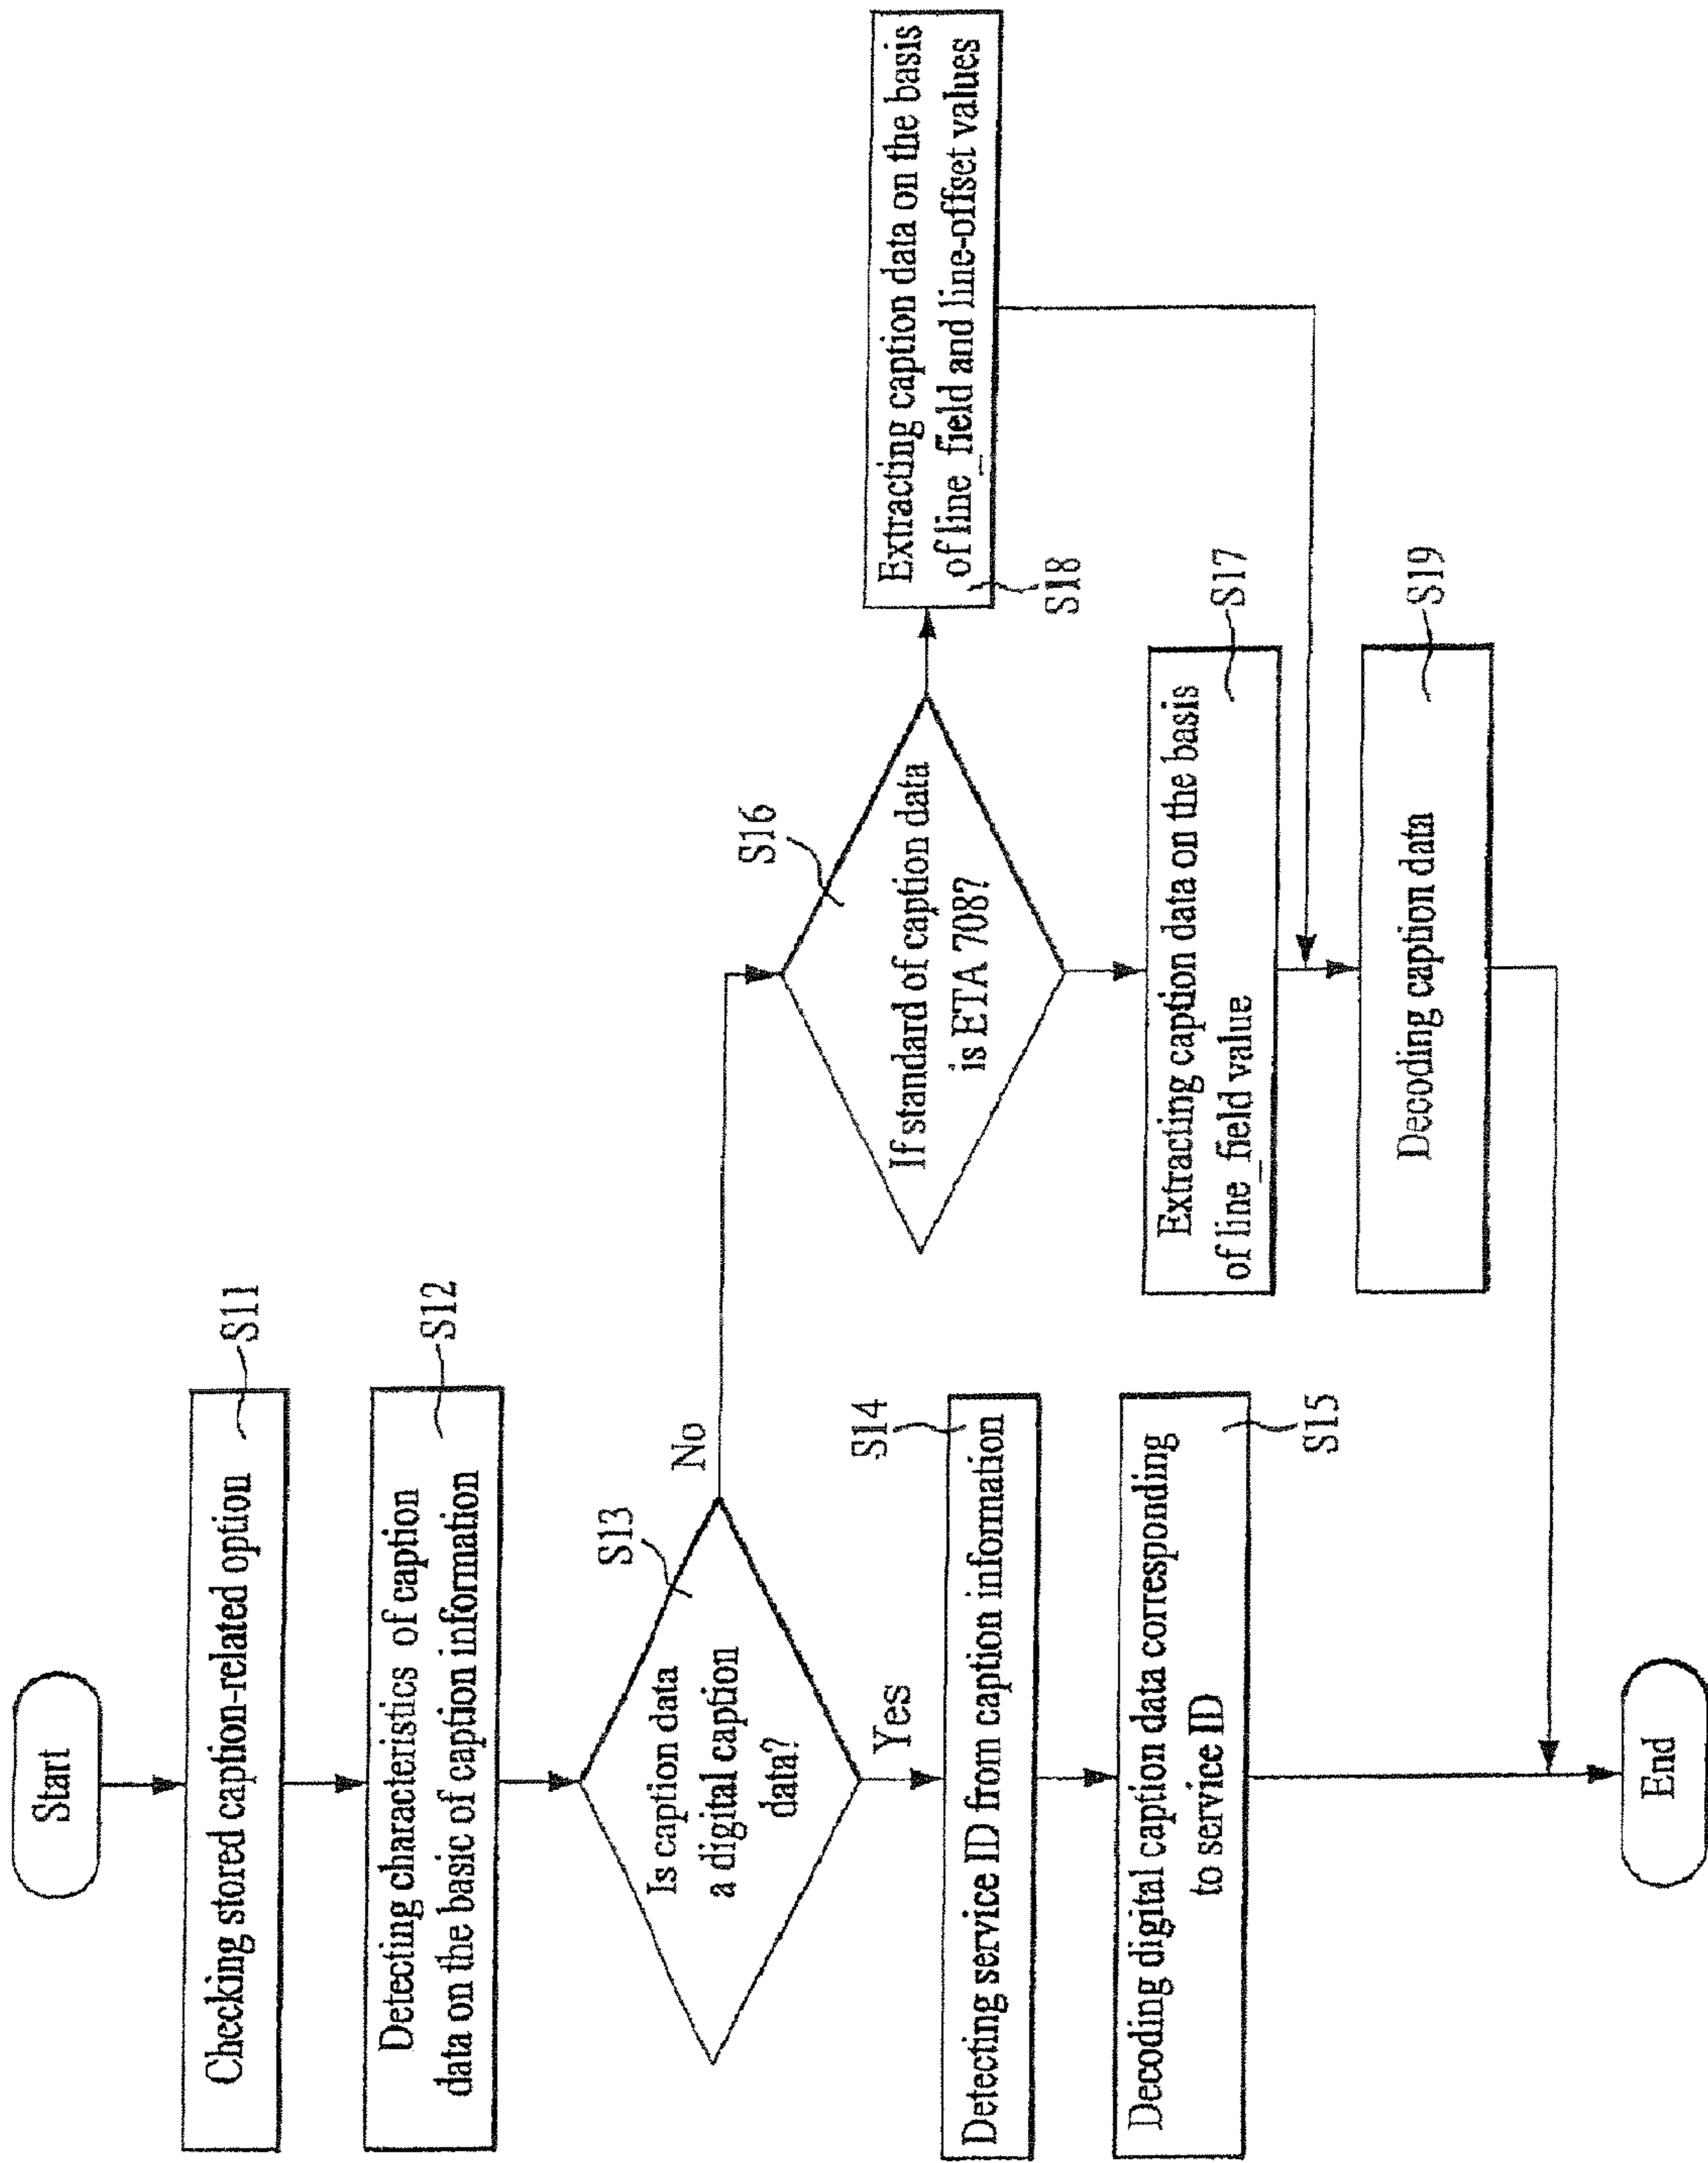 Start
Checking stored caption-related option
S11
Detecting characteristics of caption
data on the basic of caption information
S12
Is caption data
a digital caption
data?
S13
No
Yes
Detecting service ID from caption information
S14
Decoding digital caption data corresponding
to service ID
S15
If standard of caption data
is ETA 708?
S16
Extracting caption data on the basis
of line_field value
S17
Extracting caption data on the basis
of line_field and line-offset values
S18
Decoding caption data
S19
End